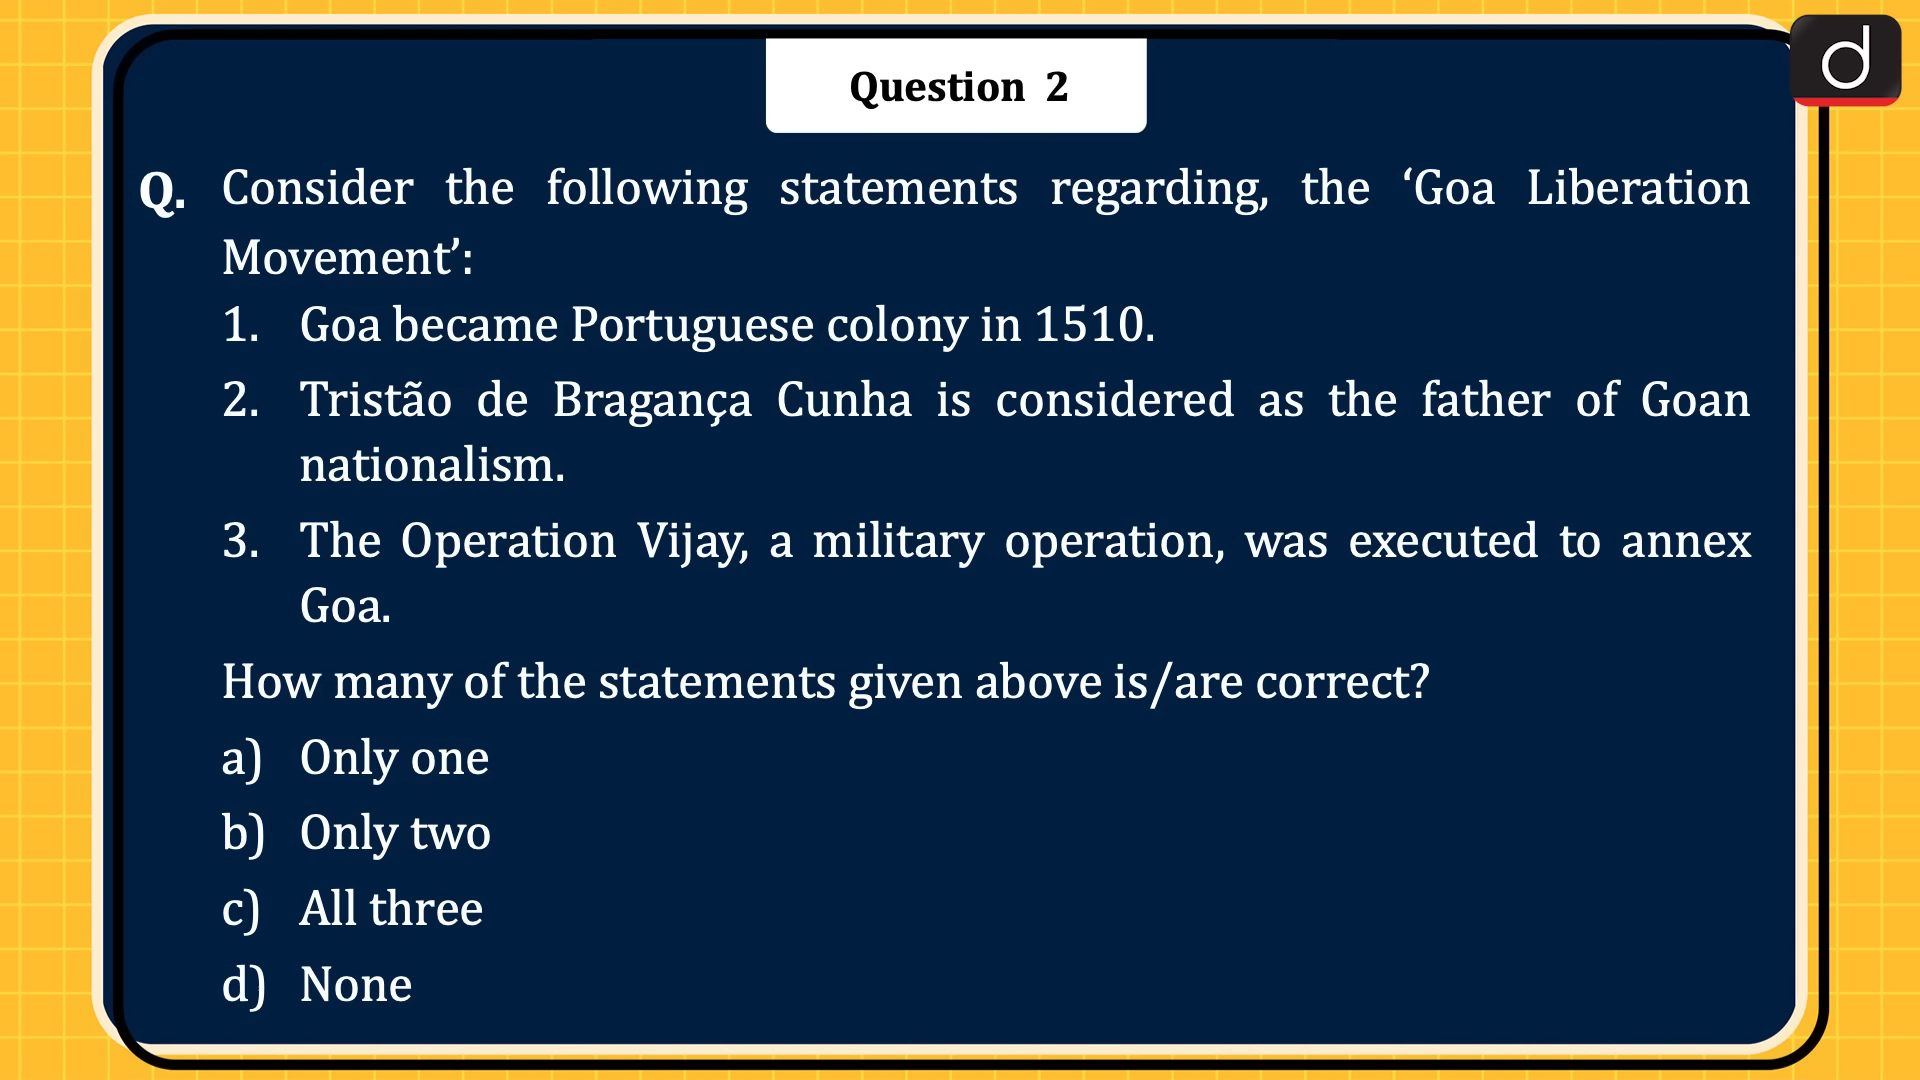 Question 2
Q. Consider the following statements regarding, the ‘Goa Liberation
Movement’:
1. Goa became Portuguese colony in 1510.
2. Tristão de Bragança Cunha is considered as the father of Goan
nationalism.
3. The Operation Vijay, a military operation, was executed to annex
Goa.
How many of the statements given above is/are correct?
a) Only one
b) Only two
c) All three
d) None
d